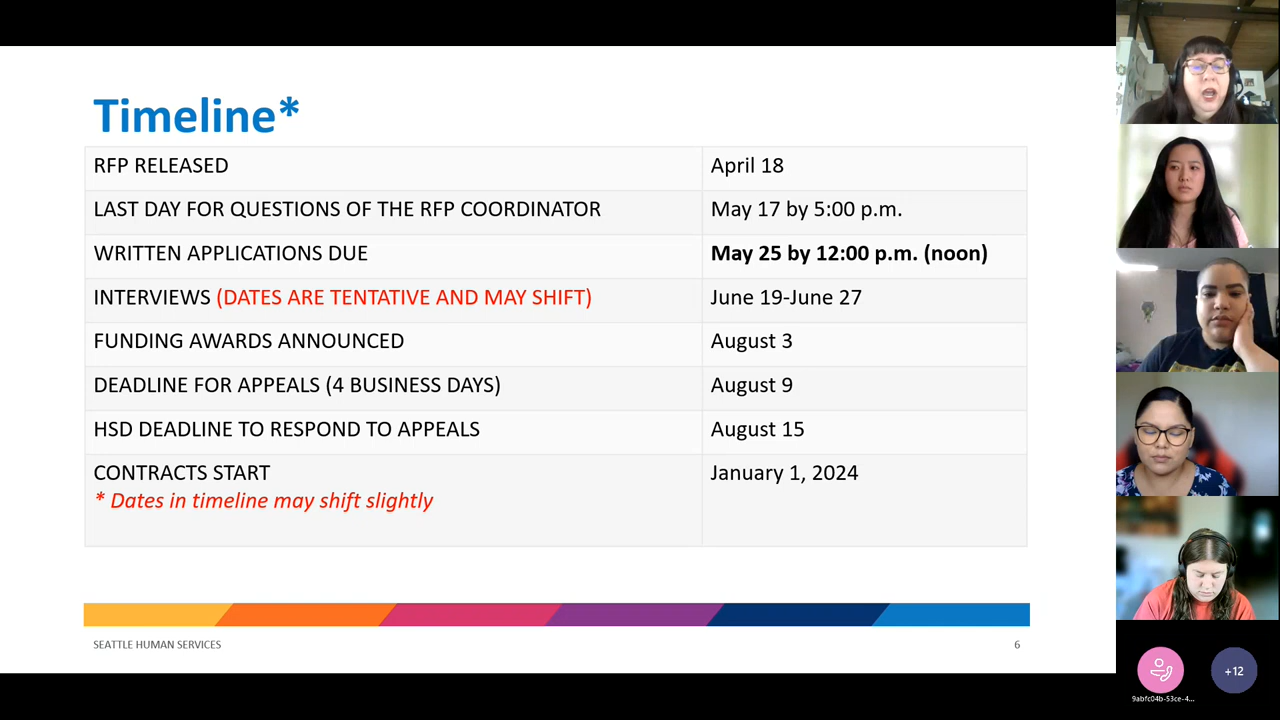 Timeline*
RFP RELEASED April 18
LAST DAY FOR QUESTIONS OF THE RFP COORDINATOR May 17 by 5:00 p.m.
WRITTEN APPLICATIONS DUE May 25 by 12:00 p.m. (noon)
INTERVIEWS (DATES ARE TENTATIVE AND MAY SHIFT) June 19-June 27
FUNDING AWARDS ANNOUNCED August 3
DEADLINE FOR APPEALS (4 BUSINESS DAYS) August 9
HSD DEADLINE TO RESPOND TO APPEALS August 15
CONTRACTS START January 1, 2024
* Dates in timeline may shift slightly
SEATTLE HUMAN SERVICES 6
+12
9abfc04b-53ce-4...